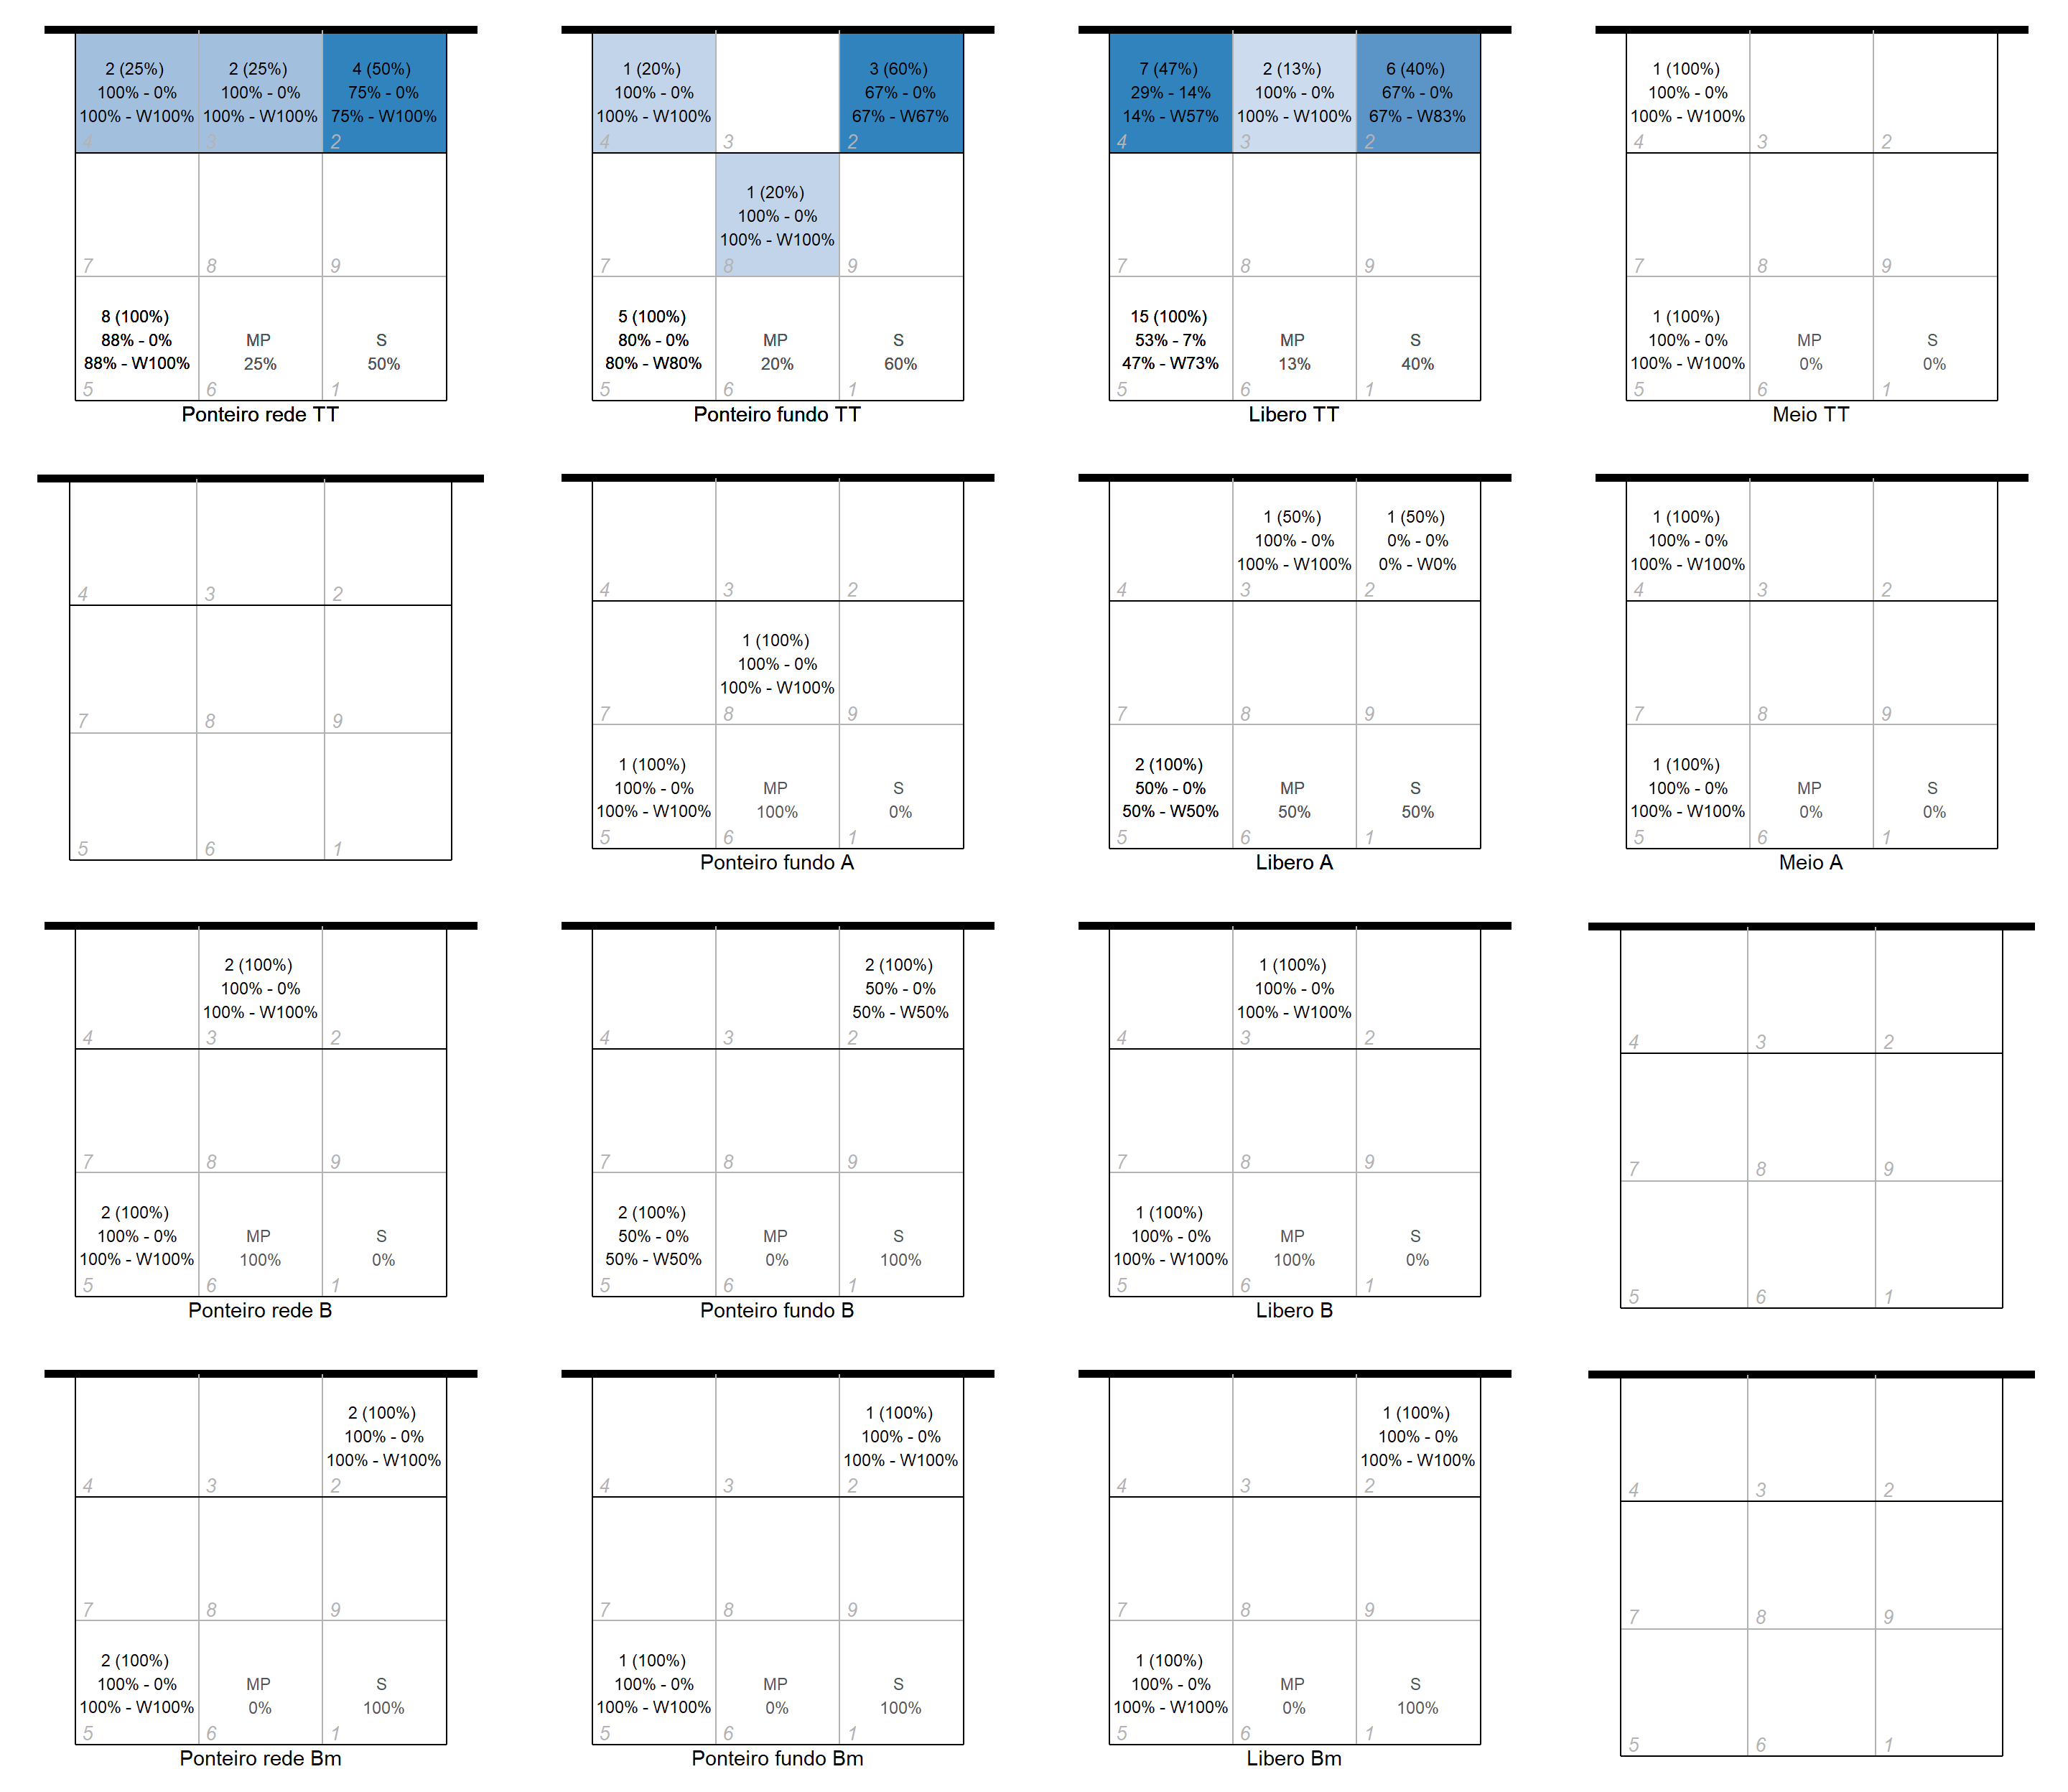 2 (25%)
100% - 0%
100% - W100%
4
2 (25%)
100% - 0%
100% - W100%
3
4 (50%)
75% - 0%
75% - W100%
2
7
8
9
8 (100%)
88% - 0%
88% - W100%
5
MP
25%
6
S
50%
1
Ponteiro rede TT
1 (20%)
100% - 0%
100% - W100%
4
3
3 (60%)
67% - 0%
67% - W67%
2
7
1 (20%)
100% - 0%
100% - W100%
8
9
5 (100%)
80% - 0%
80% - W80%
5
MP
20%
6
S
60%
1
Ponteiro fundo TT
7 (47%)
29% - 14%
14% - W57%
4
2 (13%)
100% - 0%
100% - W100%
3
6 (40%)
67% - 0%
67% - W83%
2
7
8
9
15 (100%)
53% - 7%
47% - W73%
5
MP
13%
6
S
40%
1
Libero TT
1 (100%)
100% - 0%
100% - W100%
4
3
2
7
8
9
1 (100%)
100% - 0%
100% - W100%
5
MP
0%
6
S
0%
1
Meio TT
4
3
2
7
8
9
5
6
1
4
3
2
7
1 (100%)
100% - 0%
100% - W100%
8
9
1 (100%)
100% - 0%
100% - W100%
5
MP
100%
6
S
0%
1
Ponteiro fundo A
4
1 (50%)
100% - 0%
100% - W100%
3
1 (50%)
0% - 0%
0% - W0%
2
7
8
9
2 (100%)
50% - 0%
50% - W50%
5
MP
50%
6
S
50%
1
Libero A
1 (100%)
100% - 0%
100% - W100%
4
3
2
7
8
9
1 (100%)
100% - 0%
100% - W100%
5
MP
0%
6
S
0%
1
Meio A
4
2 (100%)
100% - 0%
100% - W100%
3
2
7
8
9
2 (100%)
100% - 0%
100% - W100%
5
MP
100%
6
S
0%
1
Ponteiro rede B
4
3
2 (100%)
50% - 0%
50% - W50%
2
7
8
9
2 (100%)
50% - 0%
50% - W50%
5
MP
0%
6
S
100%
1
Ponteiro fundo B
4
1 (100%)
100% - 0%
100% - W100%
3
2
7
8
9
1 (100%)
100% - 0%
100% - W100%
5
MP
100%
6
S
0%
1
Libero B
4
3
2
7
8
9
5
6
1
4
3
2 (100%)
100% - 0%
100% - W100%
2
7
8
9
2 (100%)
100% - 0%
100% - W100%
5
MP
0%
6
S
100%
1
Ponteiro rede Bm
4
3
1 (100%)
100% - 0%
100% - W100%
2
7
8
9
1 (100%)
100% - 0%
100% - W100%
5
MP
0%
6
S
100%
1
Ponteiro fundo Bm
4
3
1 (100%)
100% - 0%
100% - W100%
2
7
8
9
1 (100%)
100% - 0%
100% - W100%
5
MP
0%
6
S
100%
1
Libero Bm
4
3
2
7
8
9
5
6
1